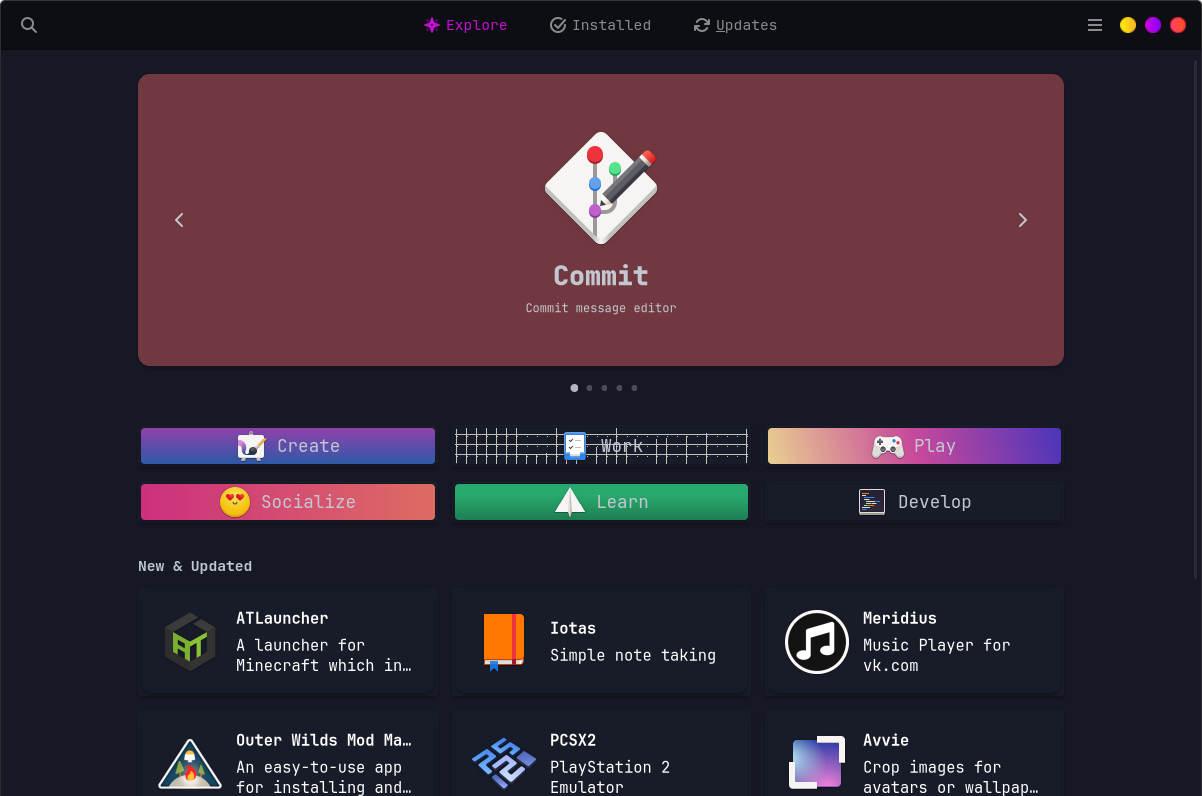 Explore
Installed
Updates
Commit
Commit message editor
Create
Work
Play
Socialize
Learn
Develop
New & Updated
ATLauncher
A launcher for
Minecraft which in…
Iotas
Simple note taking
Meridius
Music Player for
vk.com
Outer Wilds Mod Ma…
An easy-to-use app
for installing and…
PCSX2
PlayStation 2
Emulator
Avvie
Crop images for
avatars or wallpap…